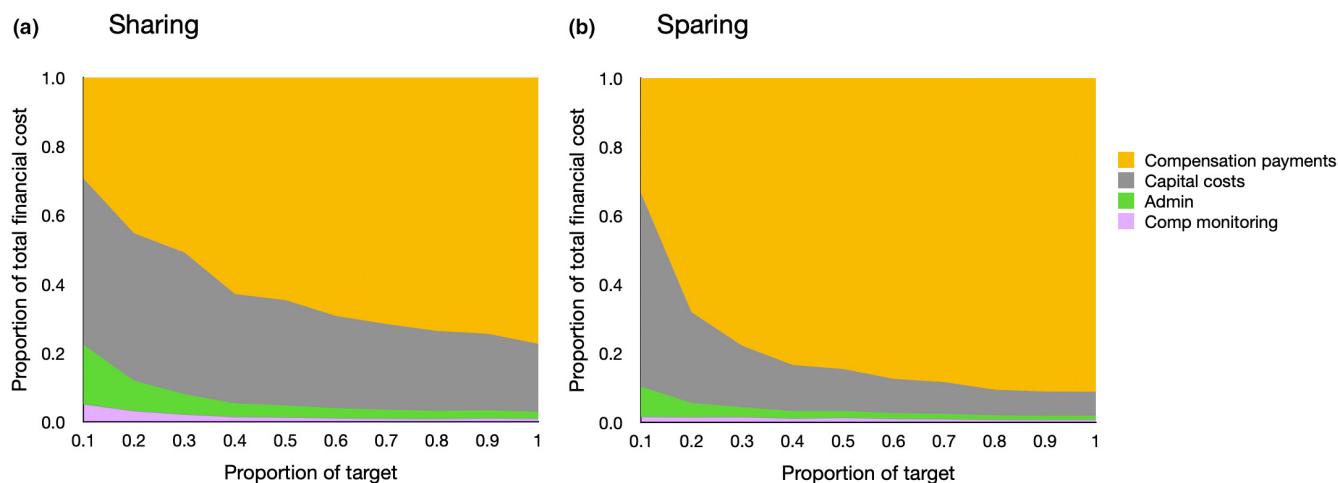 (a) Sharing
Proportion of total financial cost
1.0
0.8
0.6
0.4
0.2
0.0
0.1 0.2 0.3 0.4 0.5 0.6 0.7 0.8 0.9 1
Proportion of target
(b) Sparing
Proportion of total financial cost
1.0
0.8
0.6
0.4
0.2
0.0
0.1 0.2 0.3 0.4 0.5 0.6 0.7 0.8 0.9 1
Proportion of target
Compensation payments
Capital costs
Admin
Comp monitoring